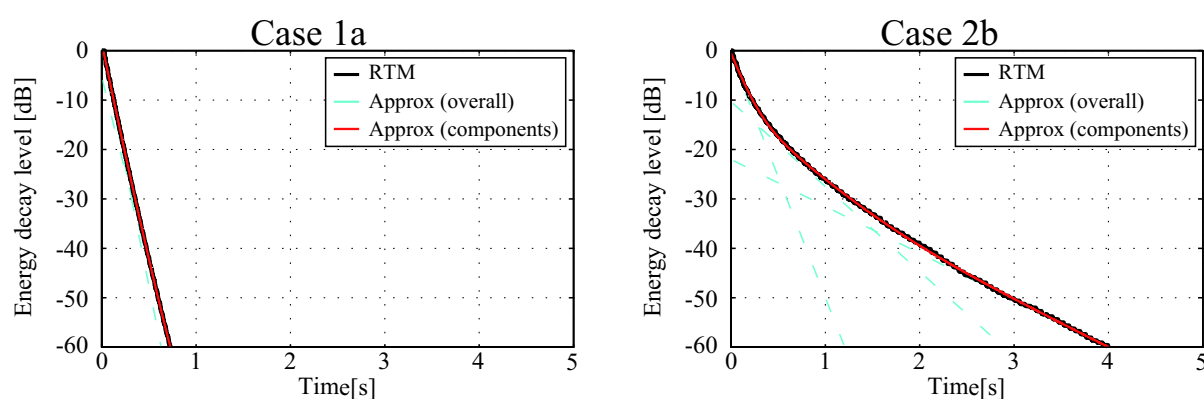 Case 1a
Energy decay level [dB]
0
-10
-20
-30
-40
-50
-60
0 1 2 3 4 5
Time[s]
RTM
Approx (overall)
Approx (components)
Case 2b
Energy decay level [dB]
0
-10
-20
-30
-40
-50
-60
0 1 2 3 4 5
Time[s]
RTM
Approx (overall)
Approx (components)